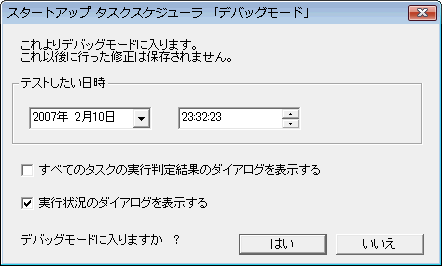 スタートアップ タスクスケジューラ 「デバッグモード」
これよりデバッグモードに入ります。
これ以後に行った修正は保存されません。
テストしたい日時
2007年 2月10日 23:32:23
すべてのタスクの実行判定結果のダイアログを表示する
実行状況のダイアログを表示する
デバッグモードに入りますか ？ はい いいえ